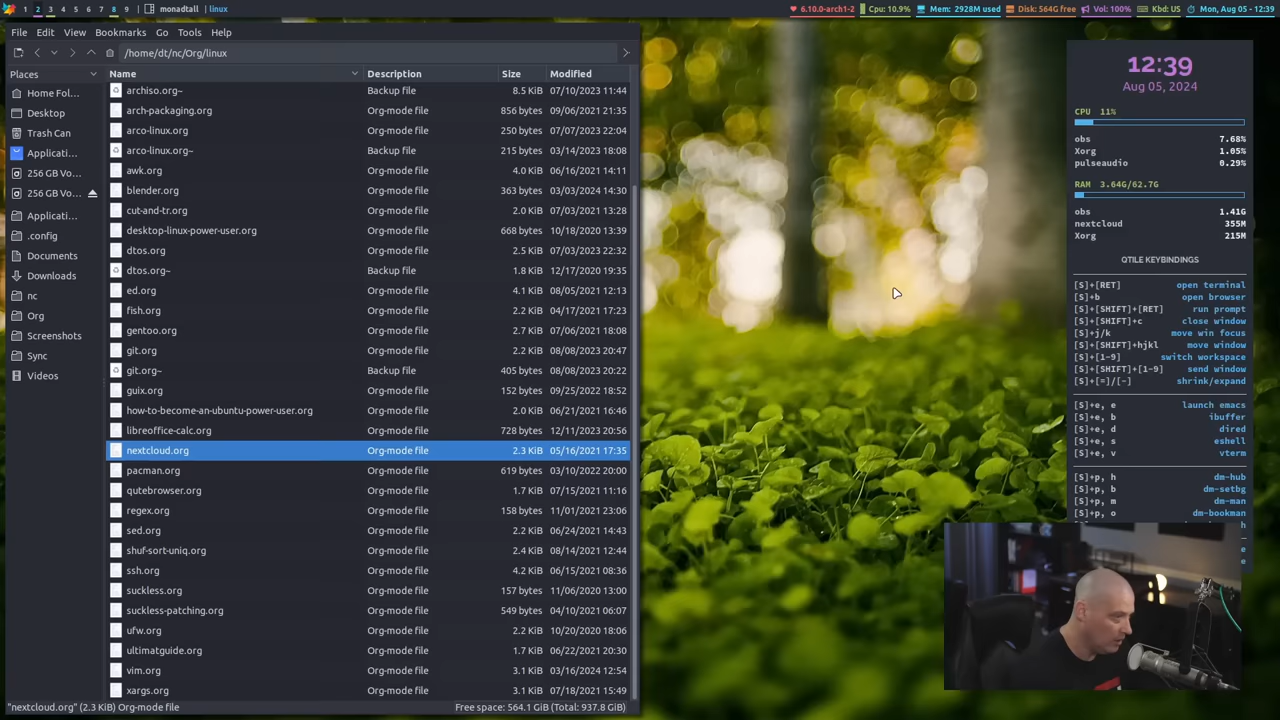 1 2 3 4 5 6 7 8 9 | monadtall | linux
♥ 6.10.0-arch1-2 Cpu: 10.9% Mem: 2928M used Disk: 564G free Vol: 100% Kbd: US Mon, Aug 05 - 12:39
File Edit View Bookmarks Go Tools Help
/home/dt/nc/Org/linux
Places
Home Fol...
Desktop
Trash Can
Applicati...
256 GB Vo...
256 GB Vo...
Applicati...
.config
Documents
Downloads
nc
Org
Screenshots
Sync
Videos
Name Description Size Modified
archiso.org~ Backup file 8.5 KiB 07/10/2023 11:44
arch-packaging.org Org-mode file 856 bytes 09/06/2021 21:35
arco-linux.org Org-mode file 250 bytes 07/07/2023 22:04
arco-linux.org~ Backup file 215 bytes 03/14/2023 18:08
awk.org Org-mode file 4.0 KiB 06/16/2021 14:11
blender.org Org-mode file 363 bytes 03/03/2024 14:30
cut-and-tr.org Org-mode file 2.0 KiB 07/03/2021 13:28
desktop-linux-power-user.org Org-mode file 668 bytes 10/18/2020 13:39
dtos.org Org-mode file 2.5 KiB 07/03/2023 22:32
dtos.org~ Backup file 1.8 KiB 12/17/2020 19:35
ed.org Org-mode file 4.1 KiB 08/05/2021 12:13
fish.org Org-mode file 2.2 KiB 04/17/2021 17:23
gentoo.org Org-mode file 2.7 KiB 07/06/2021 18:08
git.org Org-mode file 2.2 KiB 08/08/2023 20:47
git.org~ Backup file 405 bytes 08/08/2023 20:22
guix.org Org-mode file 152 bytes 09/25/2022 18:52
how-to-become-an-ubuntu-power-user.org Org-mode file 2.0 KiB 06/21/2021 16:46
libreoffice-calc.org Org-mode file 728 bytes 12/11/2023 20:56
nextcloud.org Org-mode file 2.3 KiB 05/16/2021 17:35
pacman.org Org-mode file 619 bytes 03/10/2022 20:00
qutebrowser.org Org-mode file 1.7 KiB 07/15/2021 11:16
regex.org Org-mode file 158 bytes 11/01/2021 23:06
sed.org Org-mode file 2.2 KiB 06/24/2021 14:43
shuf-sort-uniq.org Org-mode file 2.4 KiB 08/14/2021 12:44
ssh.org Org-mode file 4.2 KiB 06/15/2021 08:36
suckless.org Org-mode file 157 bytes 11/06/2020 13:00
suckless-patching.org Org-mode file 549 bytes 04/10/2021 06:07
ufw.org Org-mode file 2.2 KiB 10/20/2020 18:06
ultimatguide.org Org-mode file 1.7 KiB 06/22/2021 20:30
vim.org Org-mode file 3.1 KiB 03/16/2024 12:54
xargs.org Org-mode file 3.1 KiB 07/18/2021 15:49
"nextcloud.org" (2.3 KiB) Org-mode file Free space: 564.1 GiB (Total: 937.8 GiB)
12:39
Aug 05, 2024
CPU 11%
obs 7.68%
Xorg 1.05%
pulseaudio 0.29%
RAM 3.64G/62.7G
obs 1.41G
nextcloud 355M
Xorg 215M
QTILE KEYBINDINGS
[S]+[RET] open terminal
[S]+b open browser
[S]+[SHIFT]+[RET] run prompt
[S]+[SHIFT]+c close window
[S]+j/k move win focus
[S]+[SHIFT]+hjkl move window
[S]+[1-9] switch workspace
[S]+[SHIFT]+[1-9] send window
[S]+[=]/[-] shrink/expand
[S]+e, e launch emacs
[S]+e, b ibuffer
[S]+e, d dired
[S]+e, s eshell
[S]+e, v vterm
[S]+p, h dm-hub
[S]+p, b dm-setbg
[S]+p, m dm-man
[S]+p, o dm-bookman